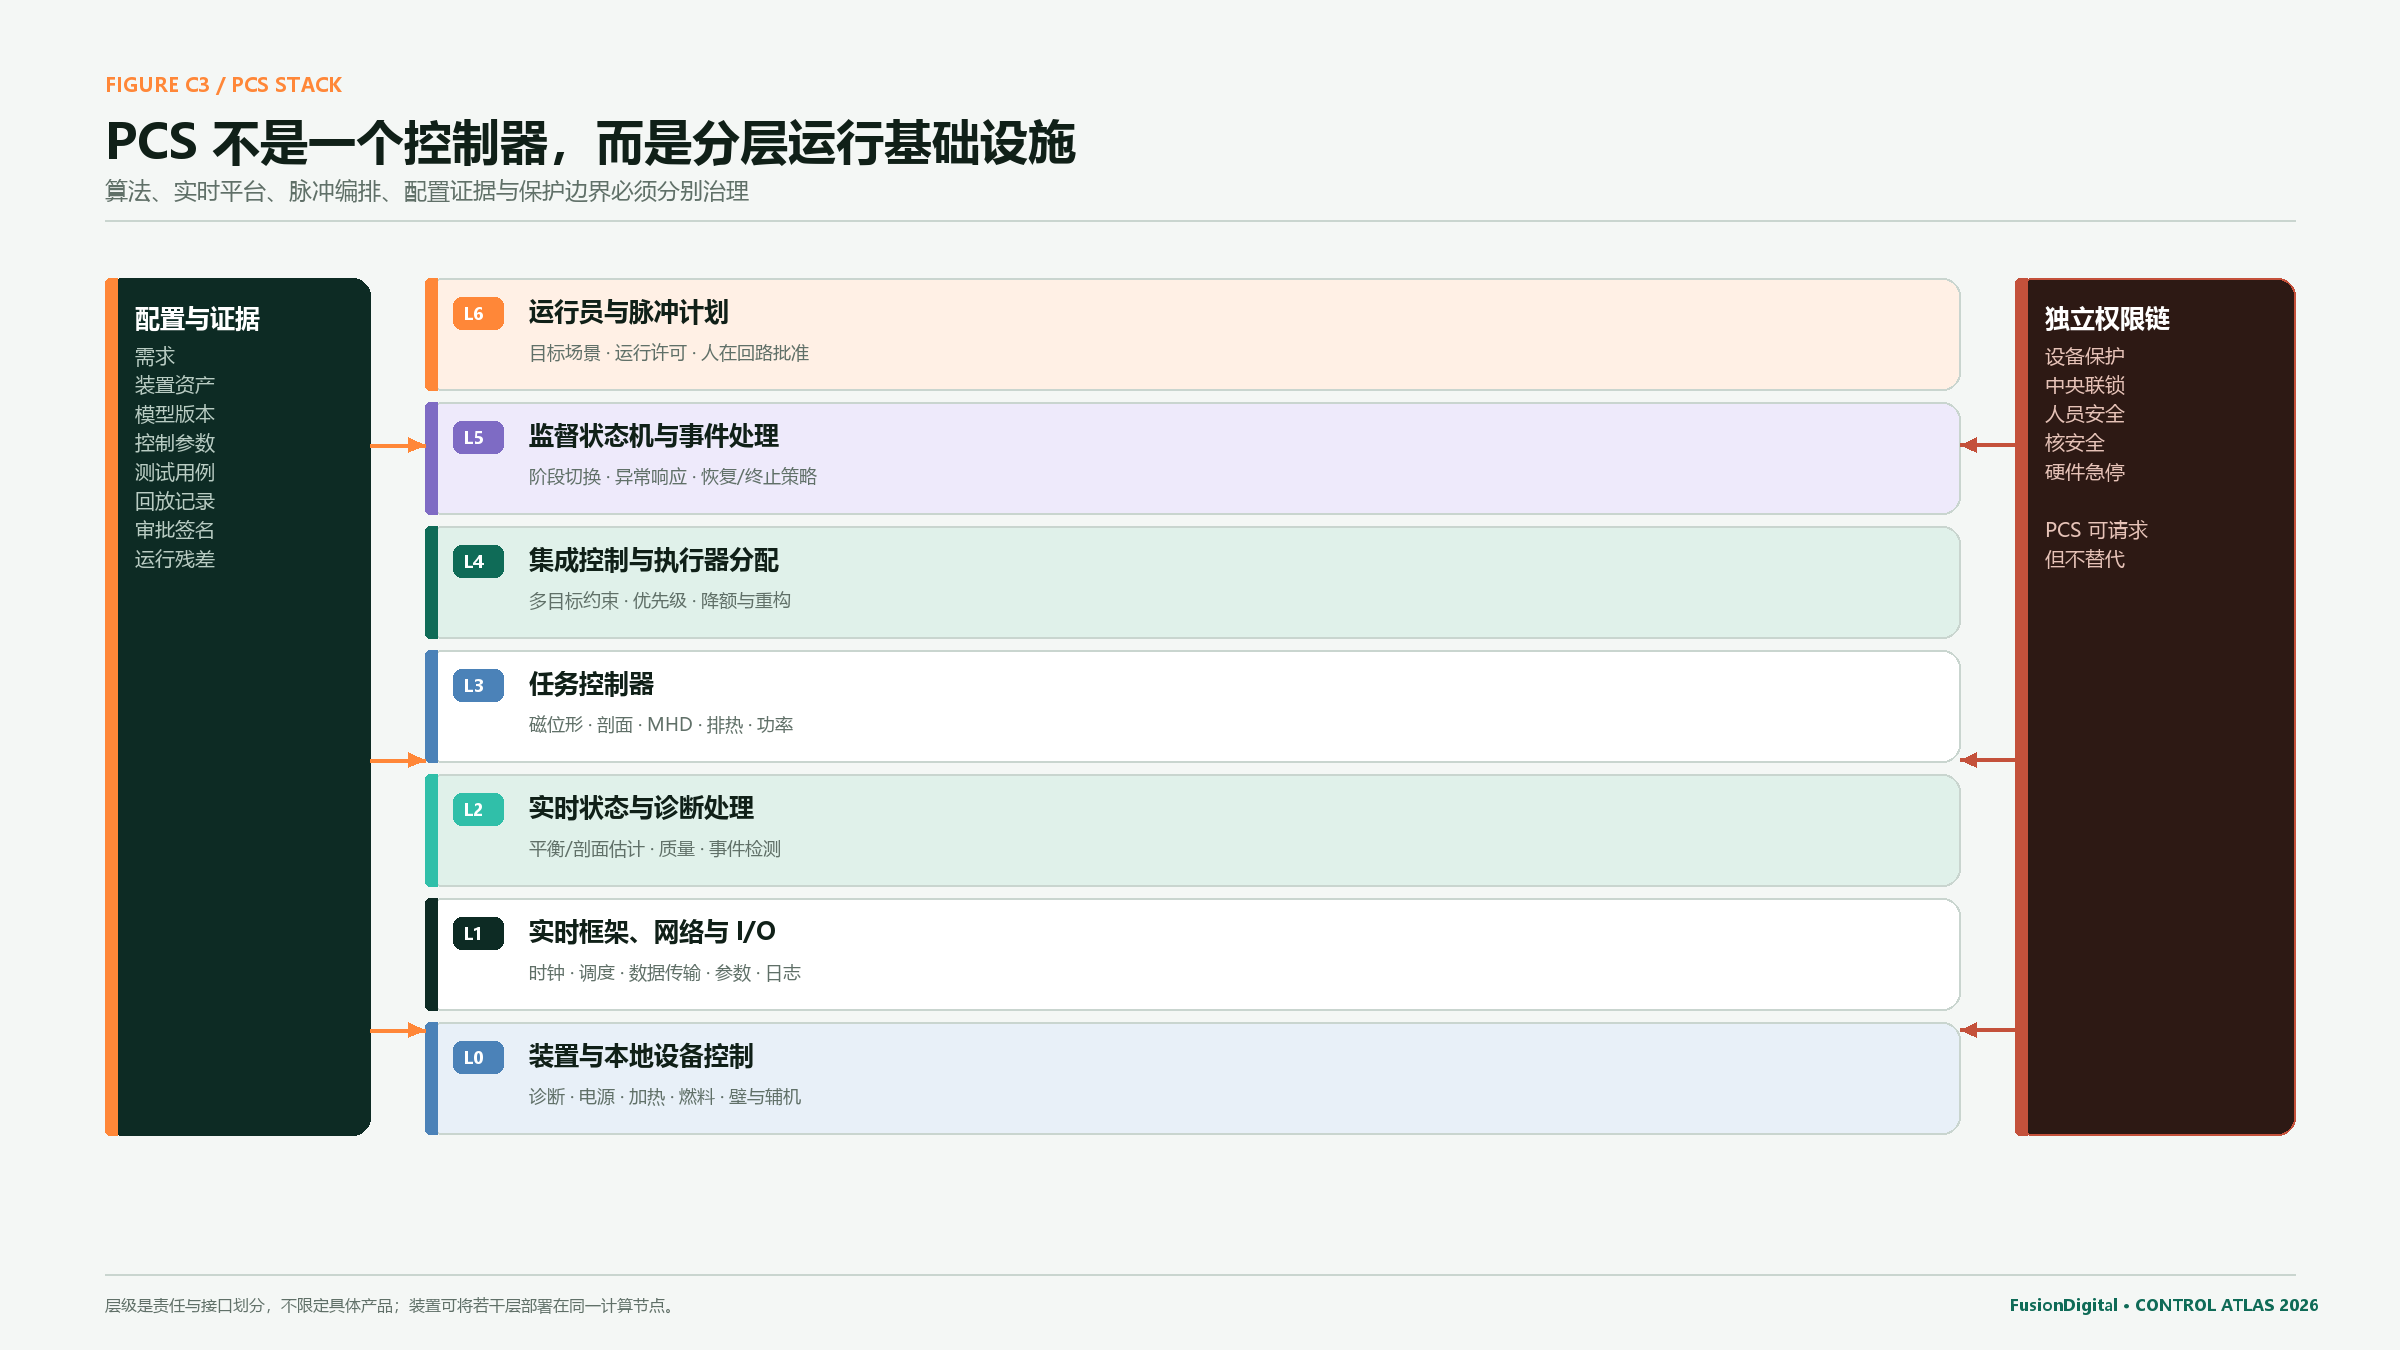 FIGURE C3 / PCS STACK
PCS 不是一个控制器，而是分层运行基础设施
算法、实时平台、脉冲编排、配置证据与保护边界必须分别治理
配置与证据
需求
装置资产
模型版本
控制参数
测试用例
回放记录
审批签名
运行残差
L6
运行员与脉冲计划
目标场景 · 运行许可 · 人在回路批准
L5
监督状态机与事件处理
阶段切换 · 异常响应 · 恢复/终止策略
L4
集成控制与执行器分配
多目标约束 · 优先级 · 降额与重构
L3
任务控制器
磁位形 · 剖面 · MHD · 排热 · 功率
L2
实时状态与诊断处理
平衡/剖面估计 · 质量 · 事件检测
L1
实时框架、网络与 I/O
时钟 · 调度 · 数据传输 · 参数 · 日志
L0
装置与本地设备控制
诊断 · 电源 · 加热 · 燃料 · 壁与辅机
独立权限链
设备保护
中央联锁
人员安全
核安全
硬件急停
PCS 可请求
但不替代
层级是责任与接口划分，不限定具体产品；装置可将若干层部署在同一计算节点。
FusionDigital • CONTROL ATLAS 2026